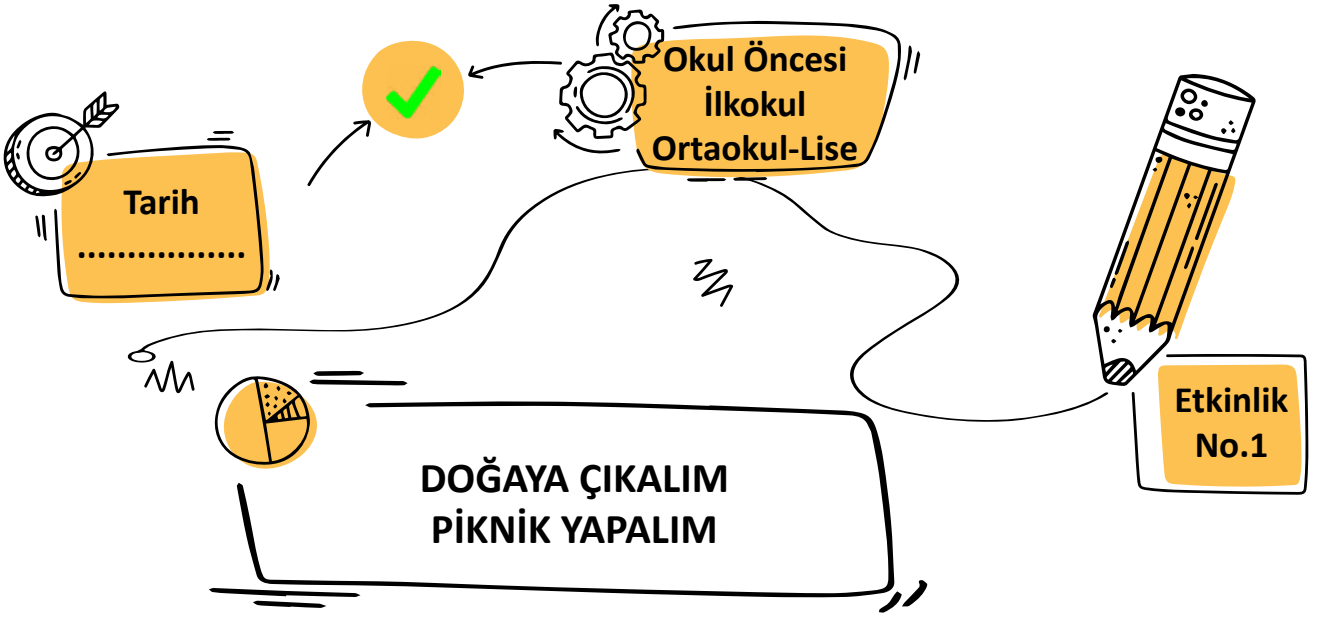 Okul Öncesi
İlkokul
Ortaokul-Lise
Tarih
.................
Etkinlik
No.1
DOĞAYA ÇIKALIM
PİKNİK YAPALIM